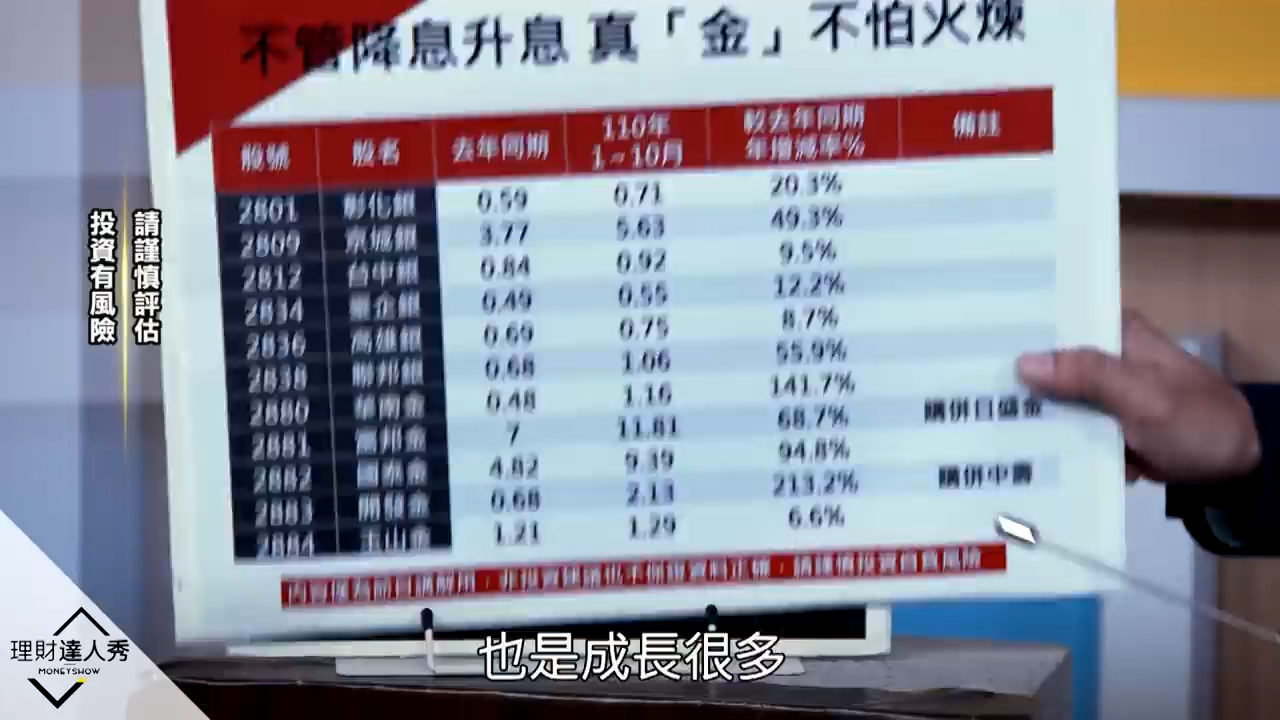 不管降息升息 真「金」不怕火煉
股號 股名 去年同期 110年 1~10月 較去年同期 年增減率% 備註
2801 彰化銀 0.59 0.71 20.3%
2809 京城銀 3.77 5.63 49.3%
2812 台中銀 0.84 0.92 9.5%
2834 臺企銀 0.49 0.55 12.2%
2836 高雄銀 0.69 0.75 8.7%
2838 聯邦銀 0.68 1.06 55.9%
2880 華南金 0.48 1.16 141.7%
2881 富邦金 7 11.81 68.7% 購併日盛金
2882 國泰金 4.82 9.39 94.8%
2883 開發金 0.68 2.13 213.2% 購併中壽
2884 玉山金 1.21 1.29 6.6%
請謹慎評估
投資有風險
也是成長很多
理財達人秀
MONEYSHOW